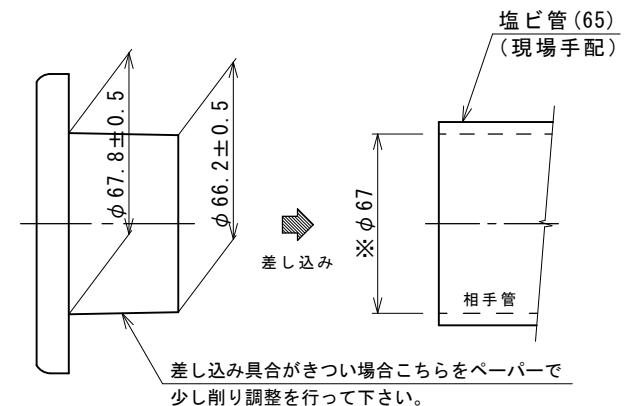 塩ビ管(65)
(現場手配)
φ67.8±0.5
φ66.2±0.5
※φ67
差し込み
相手管
差し込み具合がきつい場合こちらをペーパーで
少し削り調整を行って下さい。